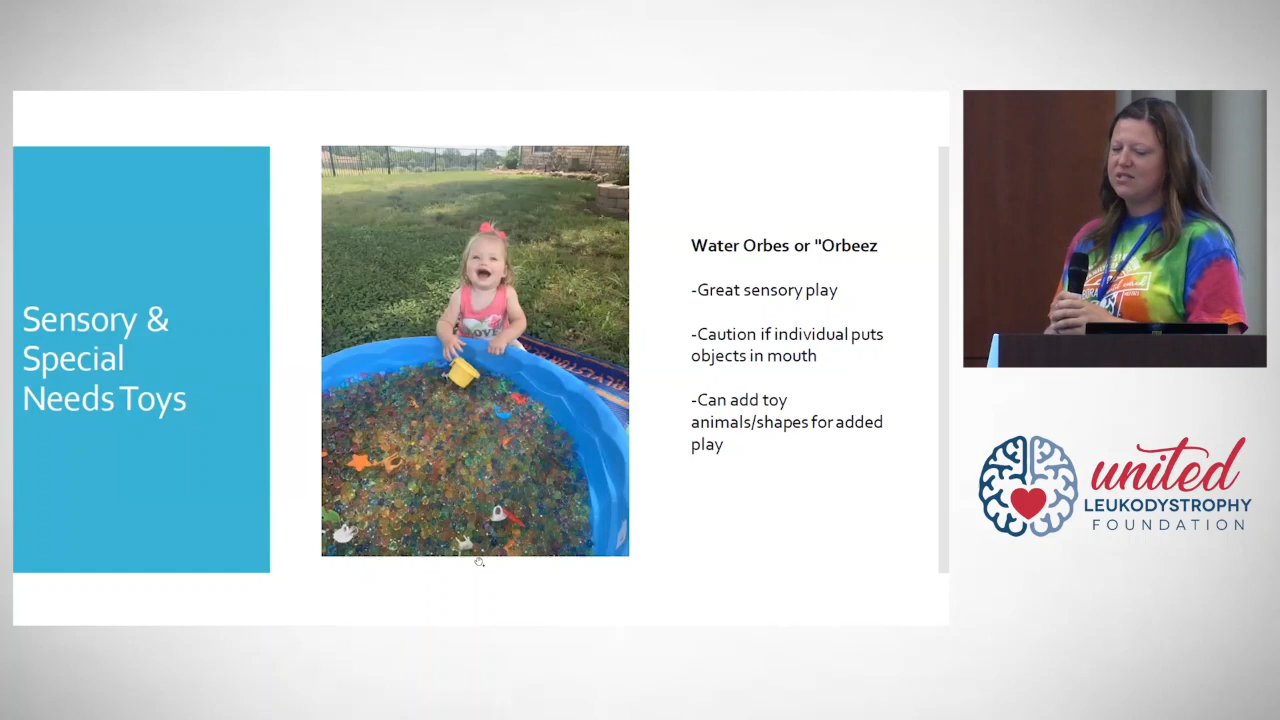 Sensory &
Special
Needs Toys
LOVE
Water Orbes or "Orbeez
-Great sensory play
-Caution if individual puts
objects in mouth
-Can add toy
animals/shapes for added
play
united
LEUKODYSTROPHY
FOUNDATION